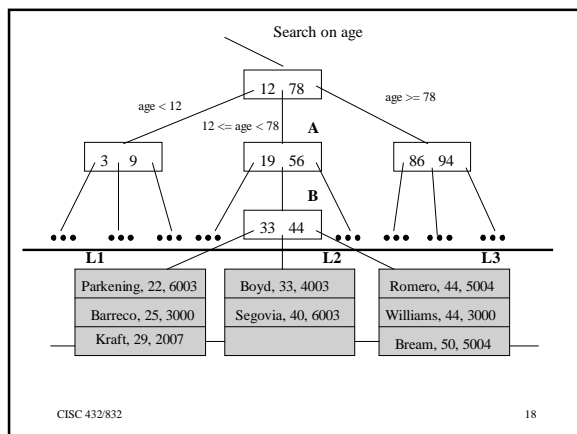 Search on age
12 78
age < 12
12 <= age < 78
age >= 78
A
3 9
19 56
86 94
B
33 44
L1
L2
L3
Parkening, 22, 6003
Boyd, 33, 4003
Romero, 44, 5004
Barreco, 25, 3000
Segovia, 40, 6003
Williams, 44, 3000
Kraft, 29, 2007
Bream, 50, 5004
CISC 432/832
18